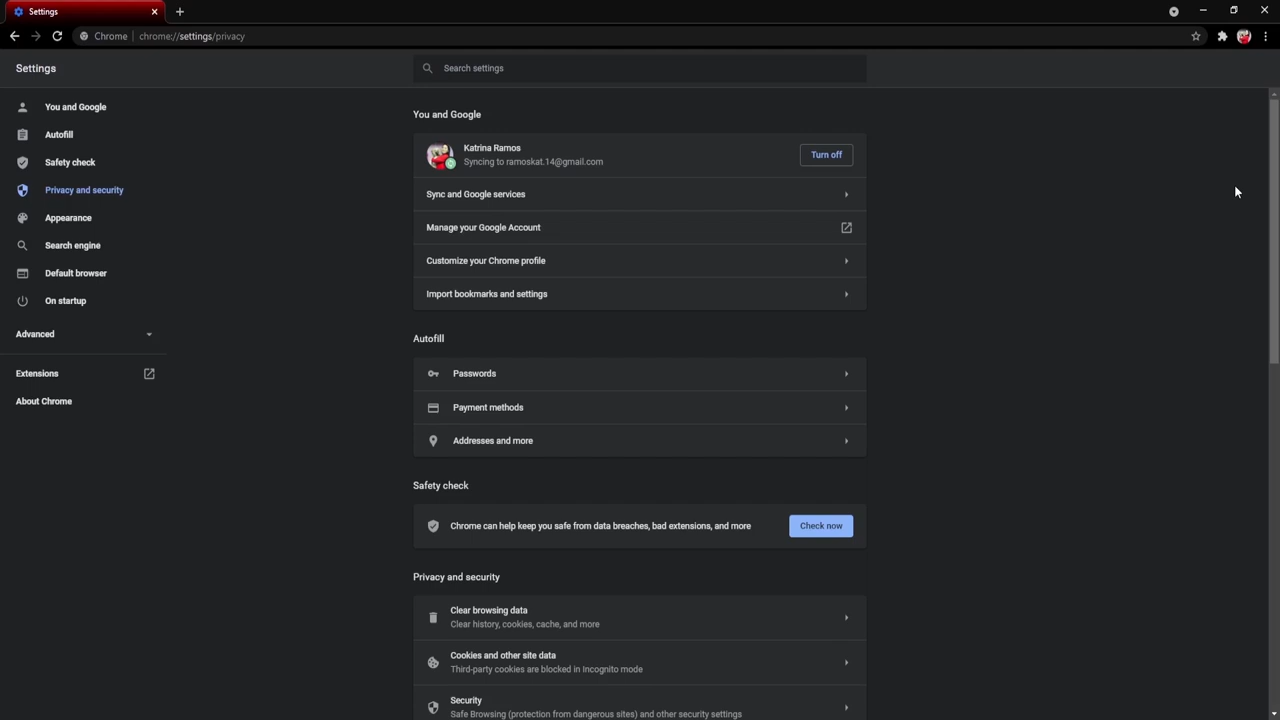 Settings
Chrome
chrome://settings/privacy
Settings
Search settings
You and Google
Autofill
Safety check
Privacy and security
Appearance
Search engine
Default browser
On startup
Advanced
Extensions
About Chrome
You and Google
Katrina Ramos
Syncing to ramoskat.14@gmail.com
Turn off
Sync and Google services
Manage your Google Account
Customize your Chrome profile
Import bookmarks and settings
Autofill
Passwords
Payment methods
Addresses and more
Safety check
Chrome can help keep you safe from data breaches, bad extensions, and more
Check now
Privacy and security
Clear browsing data
Clear history, cookies, cache, and more
Cookies and other site data
Third-party cookies are blocked in Incognito mode
Security
Safe Browsing (protection from dangerous sites) and other security settings